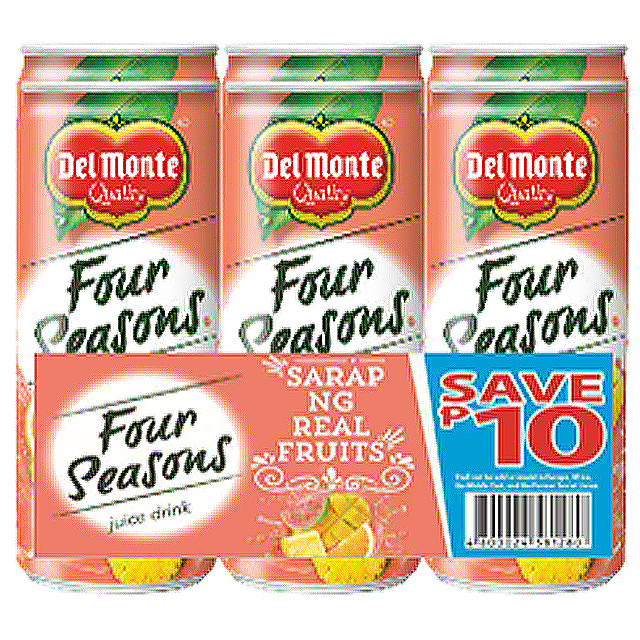 Del Monte
Quality
Four
Seasons
Del Monte
Quality
Four
Seasons
Del Monte
Quality
Four
Seasons
Four
Seasons
juice drink
SARAP
NG
REAL
FRUITS
SAVE
₱10